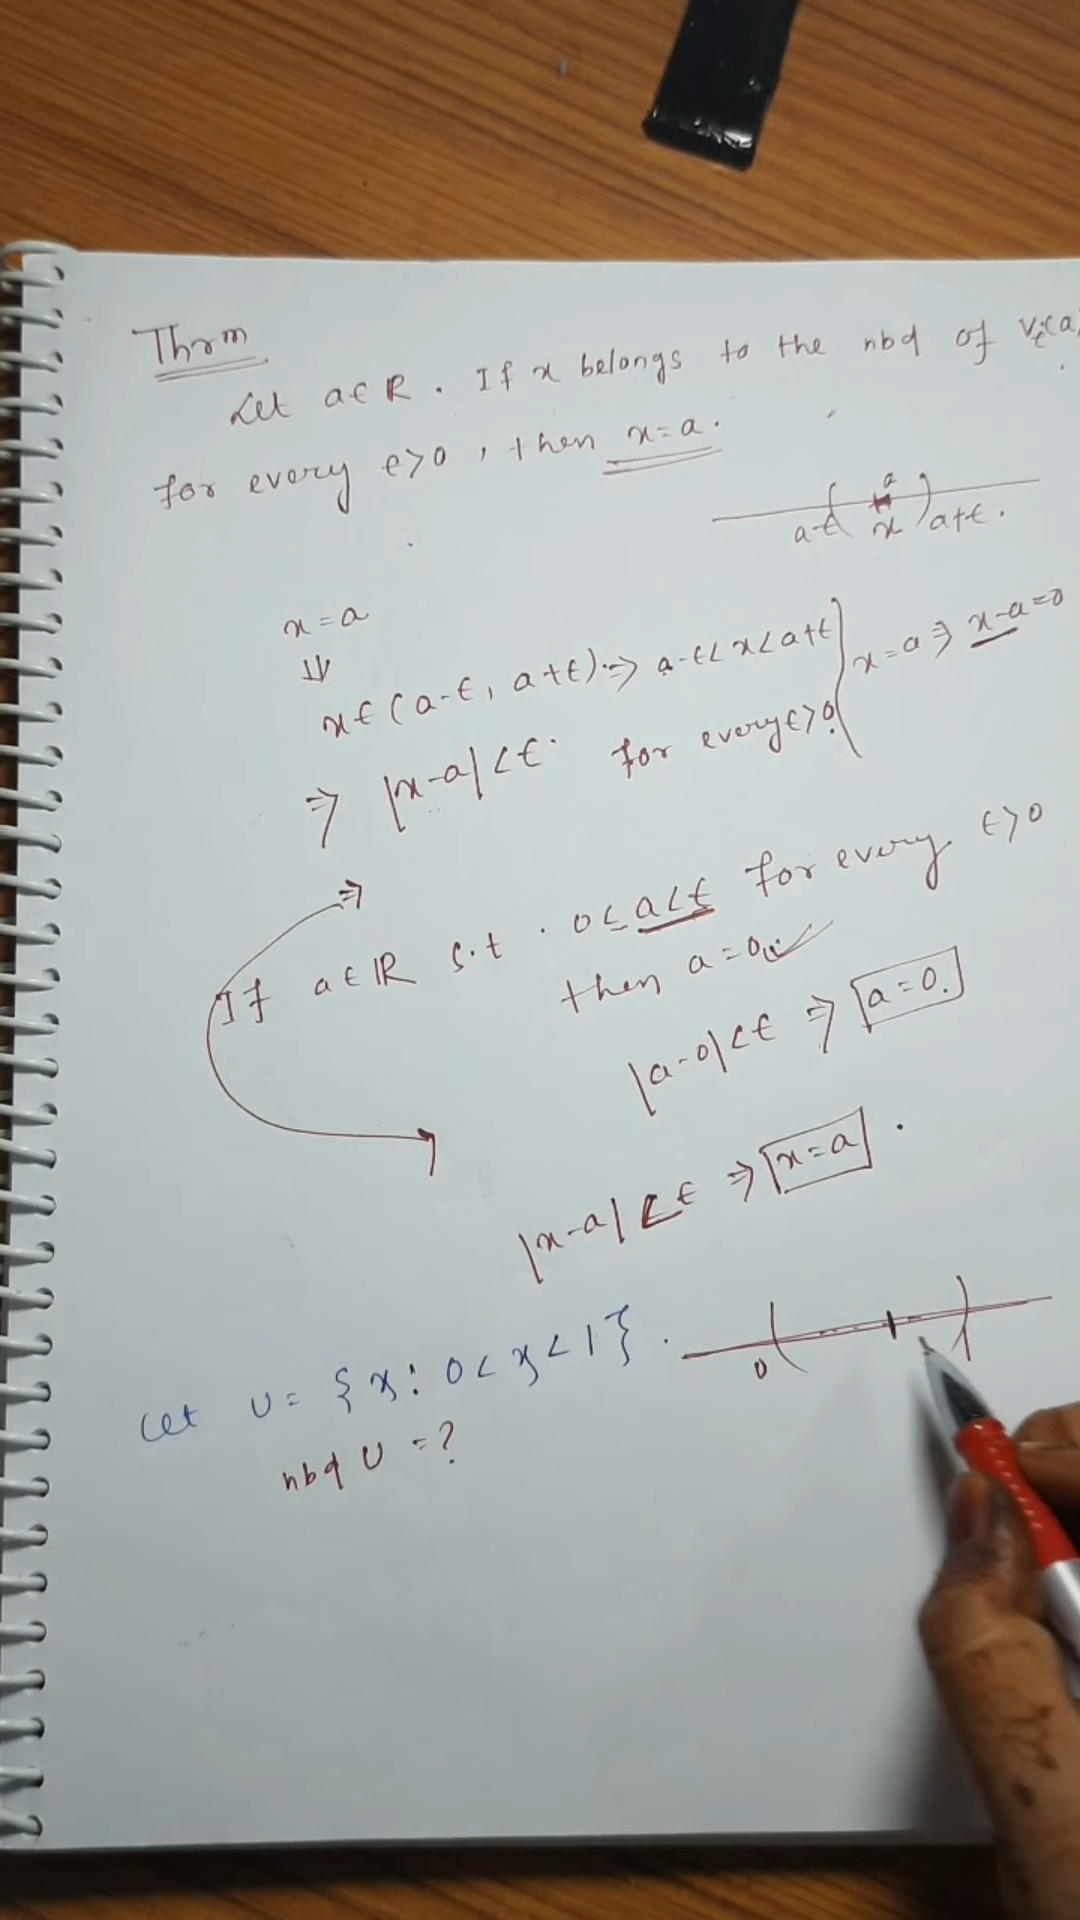 Thrm
Let a∈ℝ. If x belongs to the nbd of Vϵ(a)
for every ϵ>0, then x=a.
a
a-ϵ x a+ϵ.
x=a
⇓
x∈(a-ϵ, a+ϵ). ⇒ a-ϵ<x<a+ϵ
x=a ⇒ x-a=0
⇒ |x-a|<ϵ. for every ϵ>0.
⇒
If a∈ℝ s.t. 0≤a<ϵ for every ϵ>0
then a=0. ✓
|a-0|<ϵ ⇒ a=0.
|x-a|<ϵ ⇒ x=a.
Let U={x: 0<x<1}.
0 1
nbd U=?